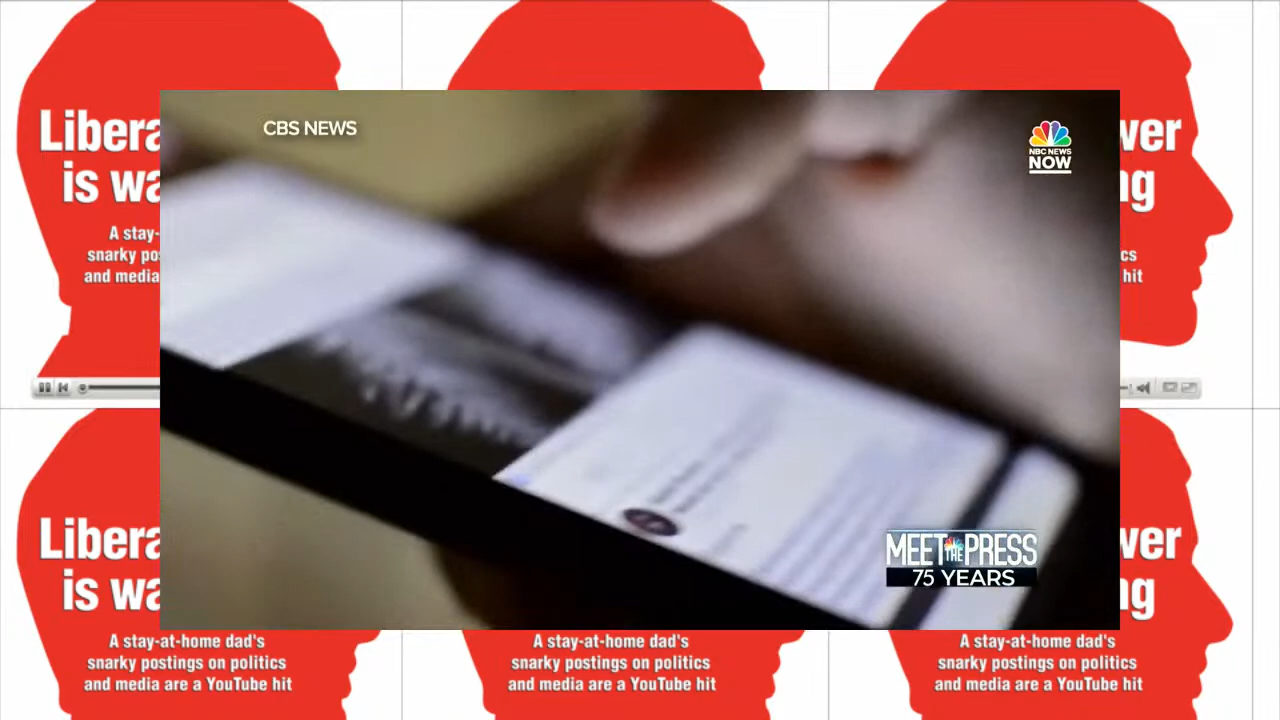 Libera
is wa
A stay-
snarky po
and media
ver
ng
cs
hit
CBS NEWS
NBC NEWS
NOW
MEET THE PRESS
75 YEARS
Libera
is wa
A stay-at-home dad's
snarky postings on politics
and media are a YouTube hit
A stay-at-home dad's
snarky postings on politics
and media are a YouTube hit
ver
ng
A stay-at-home dad's
snarky postings on politics
and media are a YouTube hit